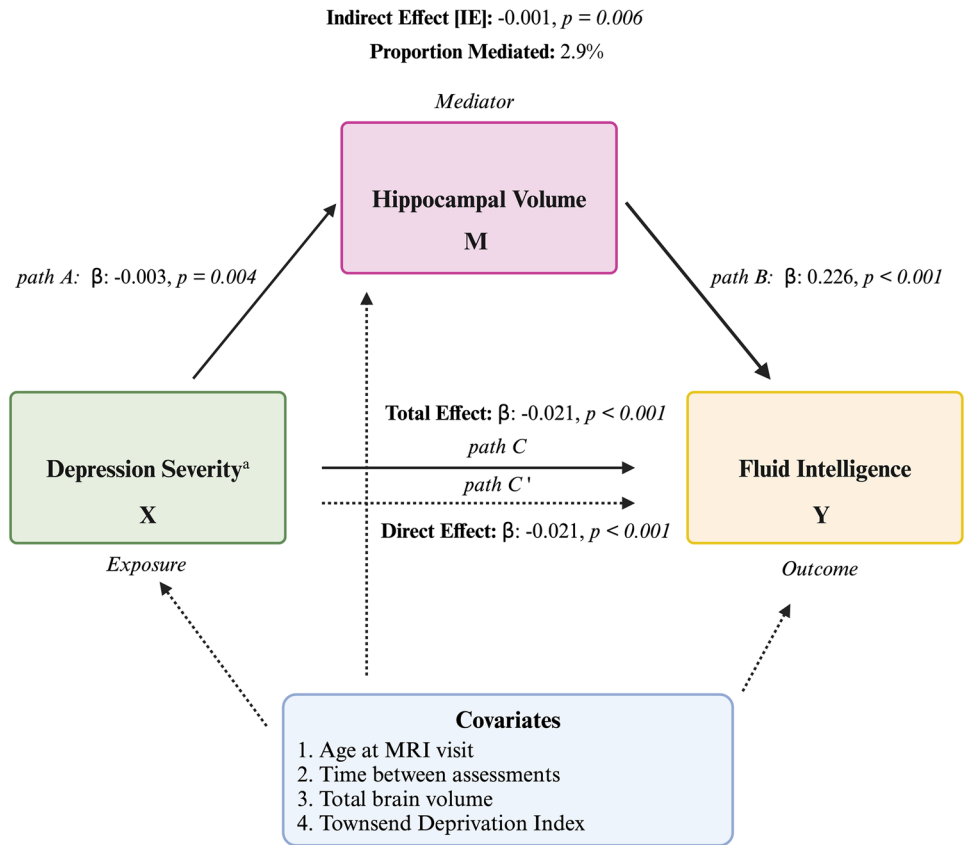 Indirect Effect [IE]: -0.001, p = 0.006
Proportion Mediated: 2.9%
Mediator
Hippocampal Volume
M
path A: β: -0.003, p = 0.004
path B: β: 0.226, p < 0.001
Total Effect: β: -0.021, p < 0.001
path C
path C '
Direct Effect: β: -0.021, p < 0.001
Depression Severityᵃ
X
Exposure
Fluid Intelligence
Y
Outcome
Covariates
1. Age at MRI visit
2. Time between assessments
3. Total brain volume
4. Townsend Deprivation Index